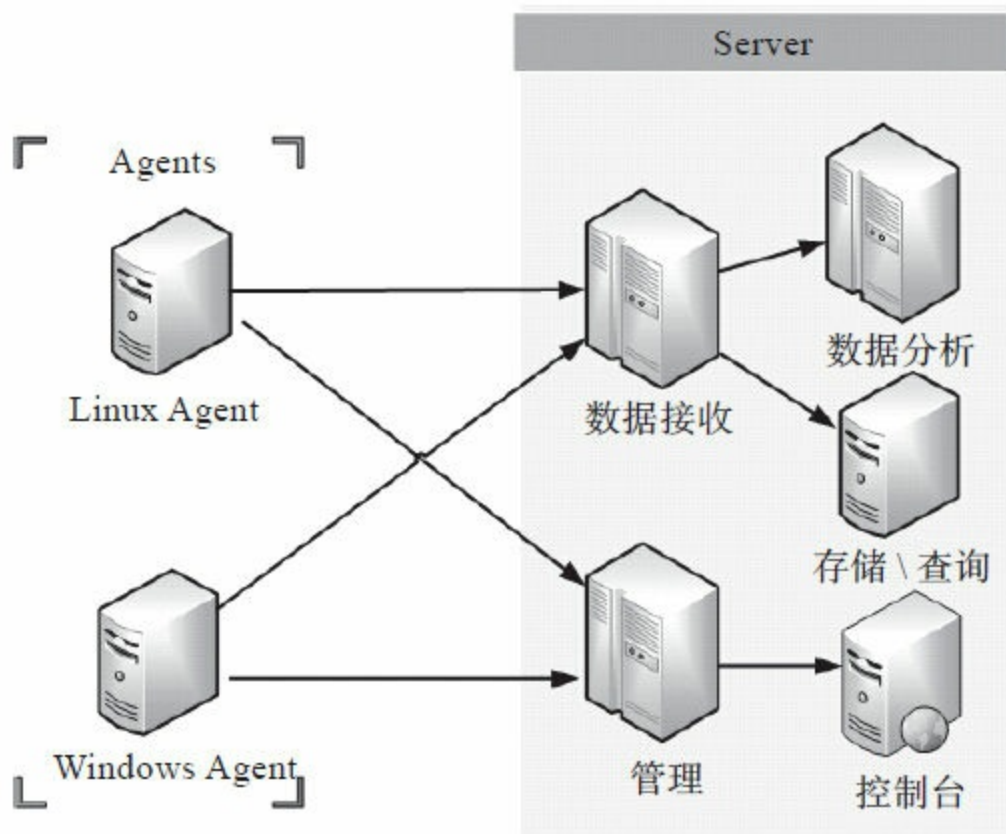 Server
Agents
Linux Agent
Windows Agent
数据接收
管理
数据分析
存储 \ 查询
控制台